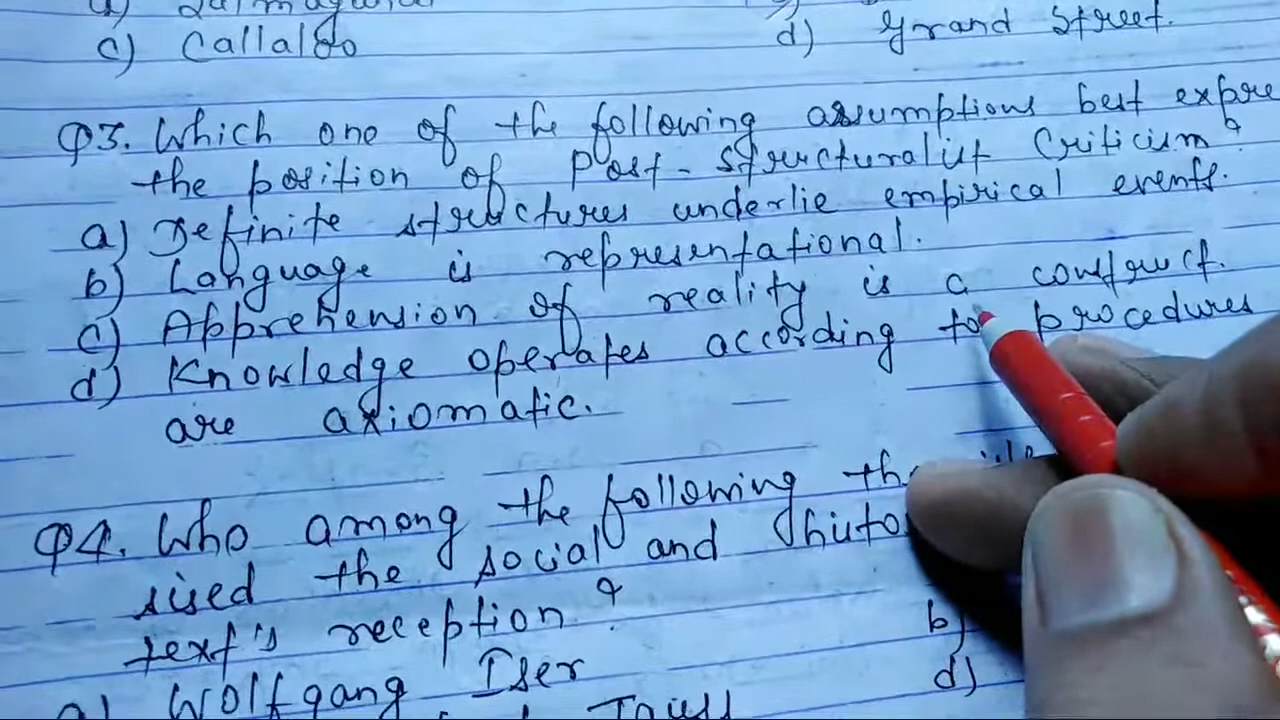 c) Callaloo
d) Grand Street.
Q3. Which one of the following assumptions best expre
the position of Post-Structuralist Criticism?
a) Definite structures underlie empirical events.
b) Language is representational.
c) Apprehension of reality is a construct.
d) Knowledge operates according to procedures
are axiomatic.
Q4. Who among the following
sised the social and histo
text's reception?
a) Wolfgang Iser
b)
d)